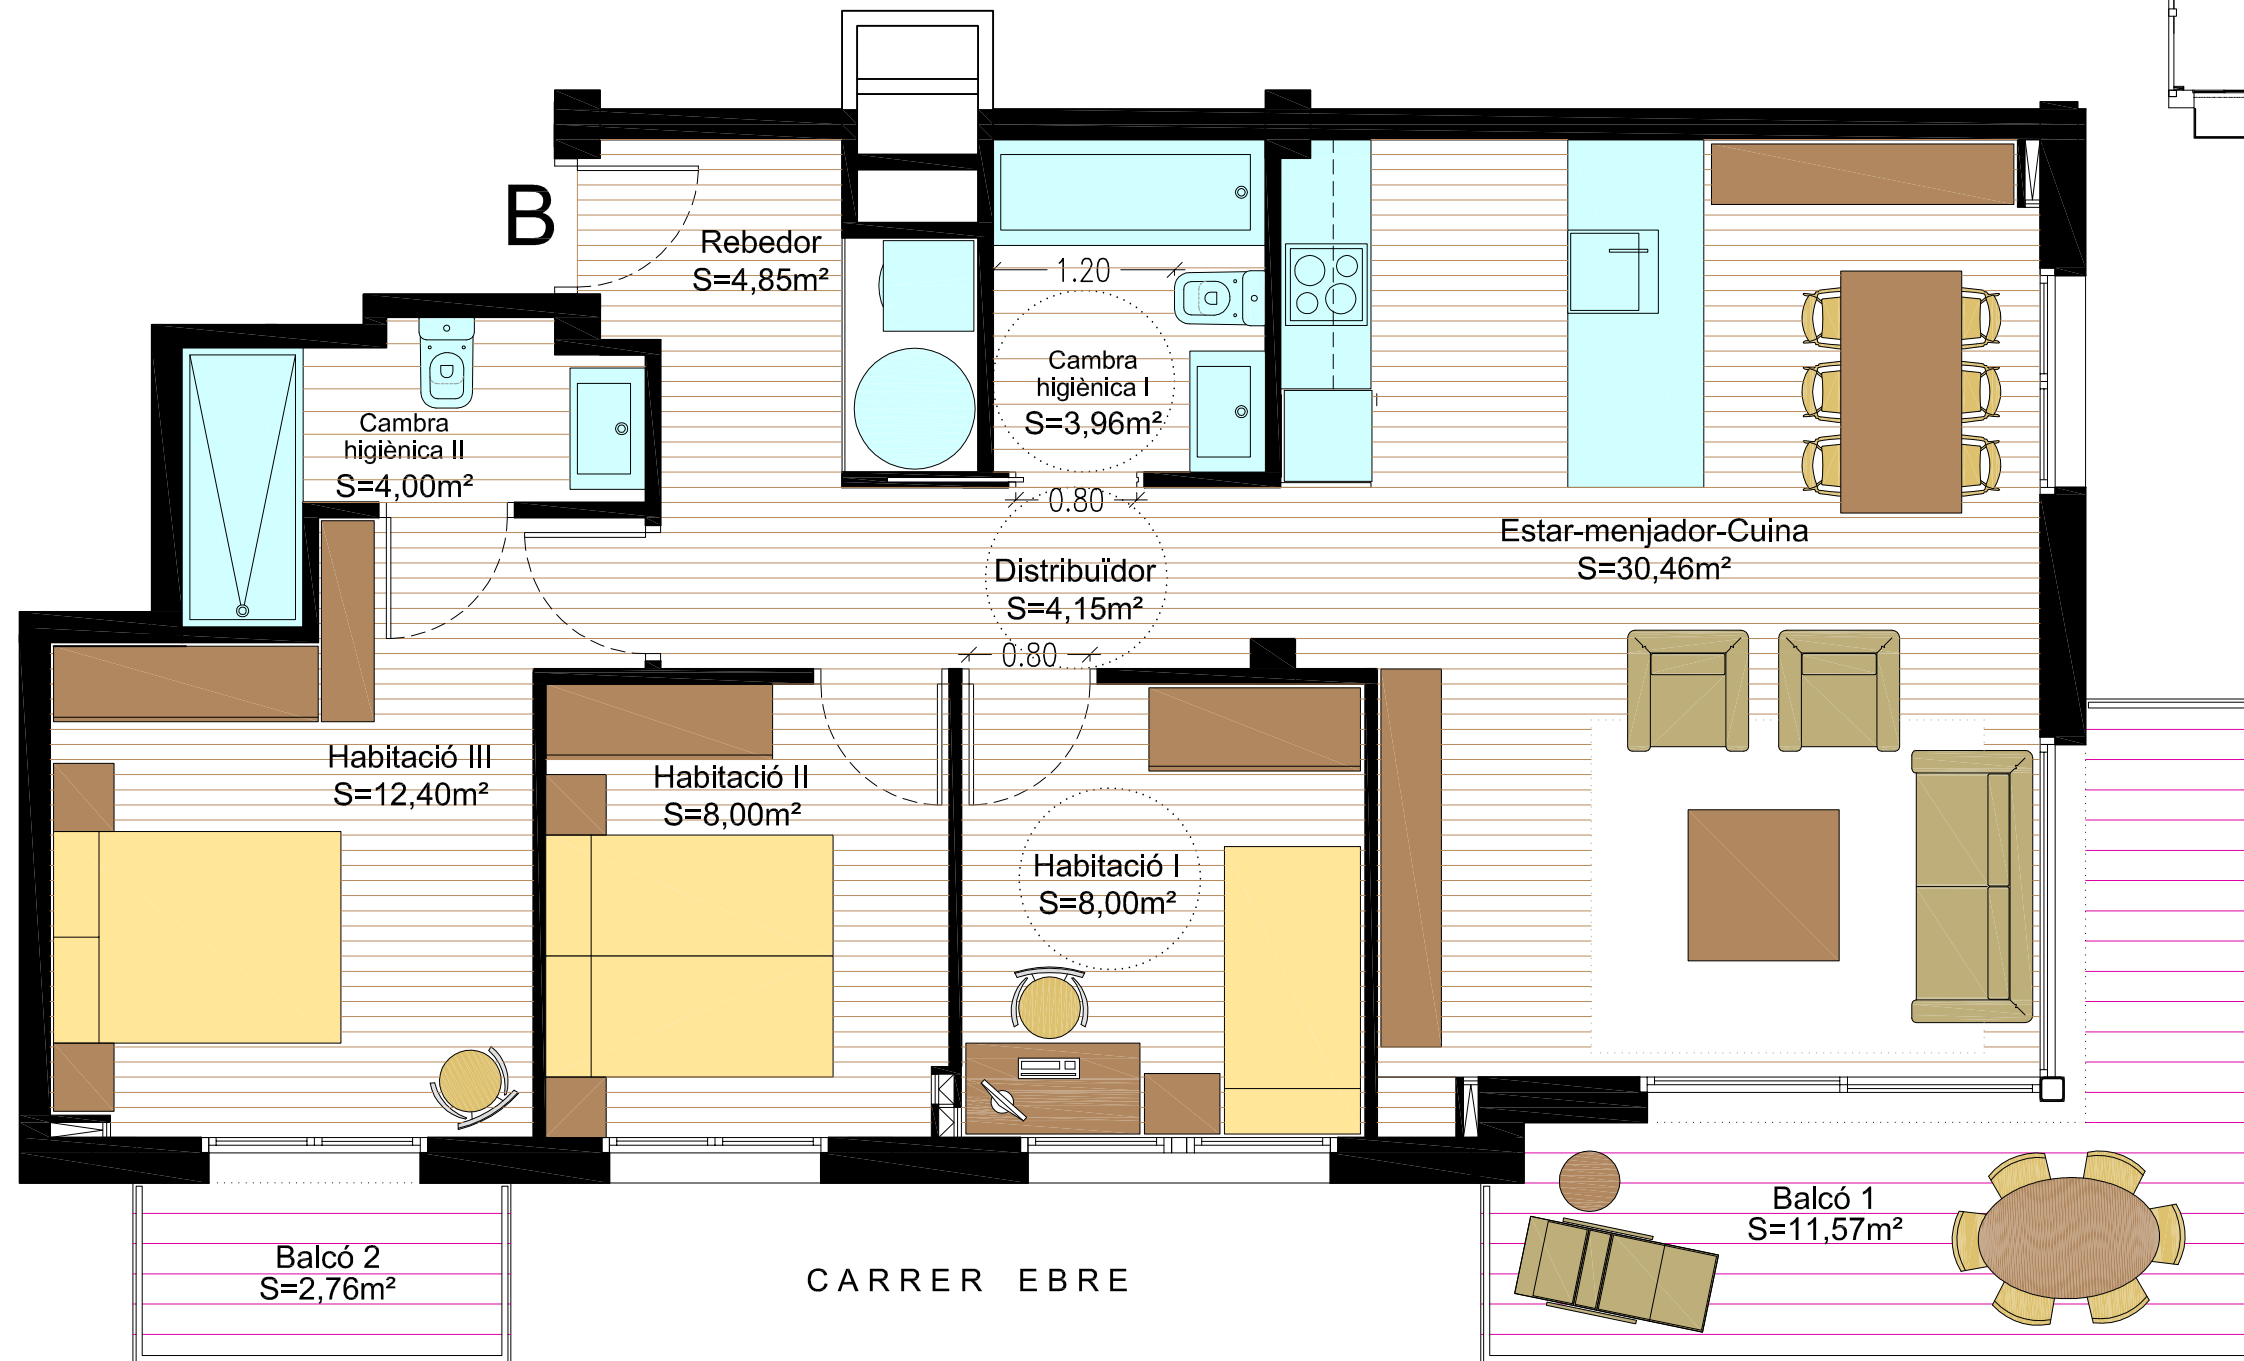 B
Rebedor
S=4,85m²
1.20
Cambra
higiènica I
S=3,96m²
Cambra
higiènica II
S=4,00m²
0.80
Estar-menjador-Cuina
S=30,46m²
Distribuïdor
S=4,15m²
0.80
Habitació III
S=12,40m²
Habitació II
S=8,00m²
Habitació I
S=8,00m²
Balcó 1
S=11,57m²
Balcó 2
S=2,76m²
CARRER EBRE